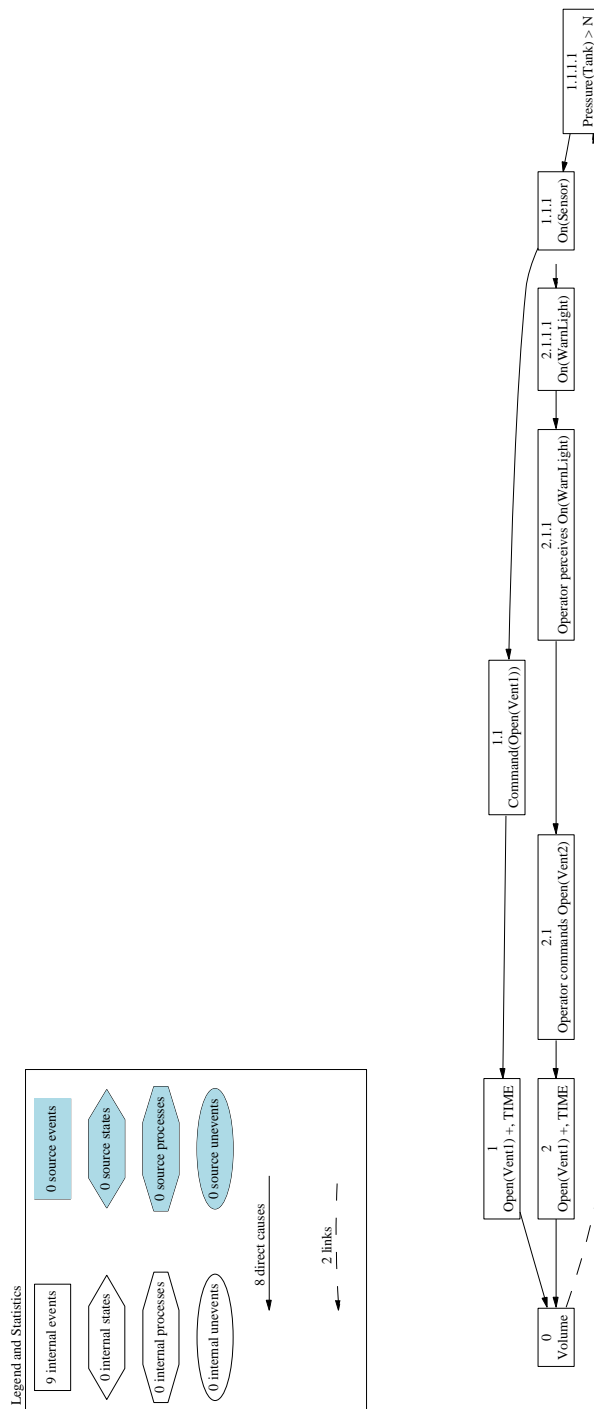 Legend and Statistics
9 internal events
0 source events
0 internal states
0 source states
0 internal processes
0 source processes
0 internal unevents
0 source unevents
8 direct causes
2 links
0
Volume
1
Open(Vent1) +, TIME
2
Open(Vent1) +, TIME
1.1
Command(Open(Vent1))
2.1
Operator commands Open(Vent2)
2.1.1
Operator perceives On(WarnLight)
2.1.1.1
On(WarnLight)
1.1.1
On(Sensor)
1.1.1.1
Pressure(Tank) > N